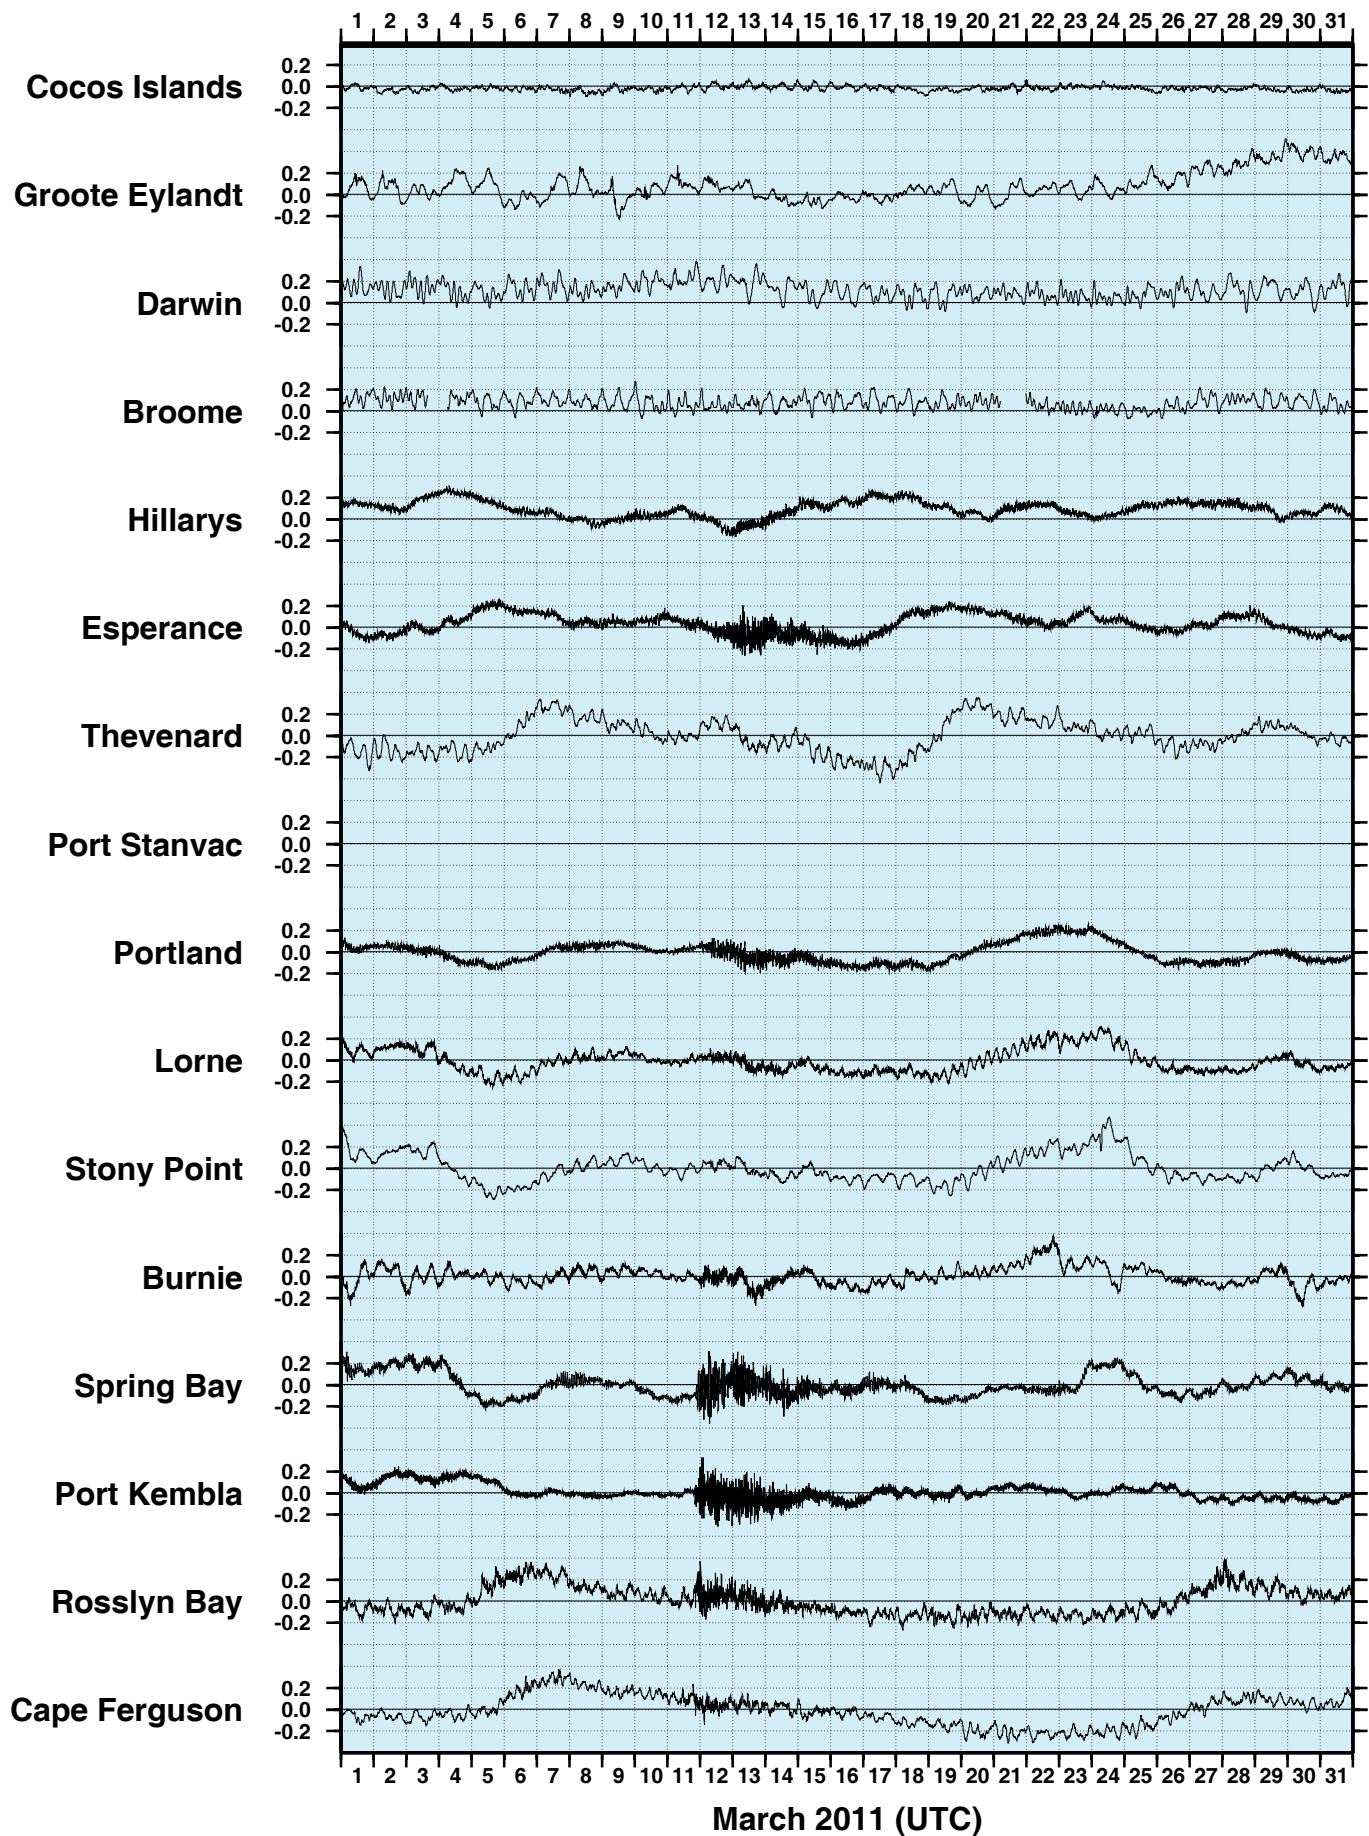 1 2 3 4 5 6 7 8 9 10 11 12 13 14 15 16 17 18 19 20 21 22 23 24 25 26 27 28 29 30 31
0.2
Cocos Islands 0.0
-0.2
0.2
Groote Eylandt 0.0
-0.2
0.2
Darwin 0.0
-0.2
0.2
Broome 0.0
-0.2
0.2
Hillarys 0.0
-0.2
0.2
Esperance 0.0
-0.2
0.2
Thevenard 0.0
-0.2
0.2
Port Stanvac 0.0
-0.2
0.2
Portland 0.0
-0.2
0.2
Lorne 0.0
-0.2
0.2
Stony Point 0.0
-0.2
0.2
Burnie 0.0
-0.2
0.2
Spring Bay 0.0
-0.2
0.2
Port Kembla 0.0
-0.2
0.2
Rosslyn Bay 0.0
-0.2
0.2
Cape Ferguson 0.0
-0.2
1 2 3 4 5 6 7 8 9 10 11 12 13 14 15 16 17 18 19 20 21 22 23 24 25 26 27 28 29 30 31
March 2011 (UTC)